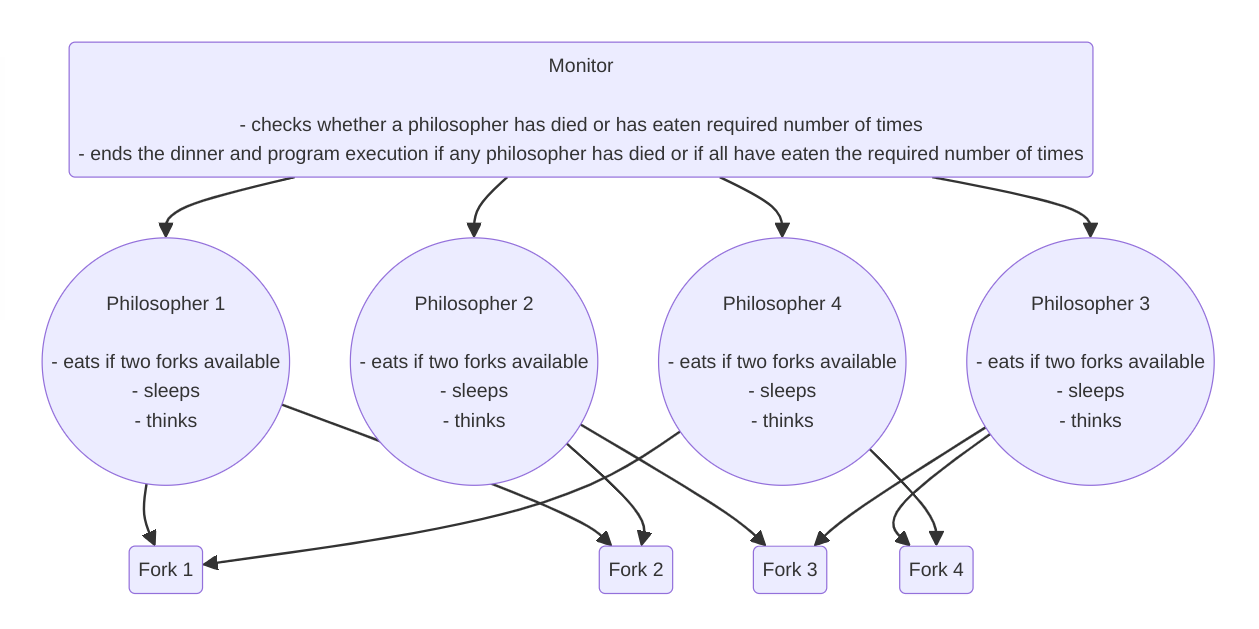 Monitor
- checks whether a philosopher has died or has eaten required number of times
- ends the dinner and program execution if any philosopher has died or if all have eaten the required number of times
Philosopher 1
- eats if two forks available
- sleeps
- thinks
Philosopher 2
- eats if two forks available
- sleeps
- thinks
Philosopher 4
- eats if two forks available
- sleeps
- thinks
Philosopher 3
- eats if two forks available
- sleeps
- thinks
Fork 1
Fork 2
Fork 3
Fork 4